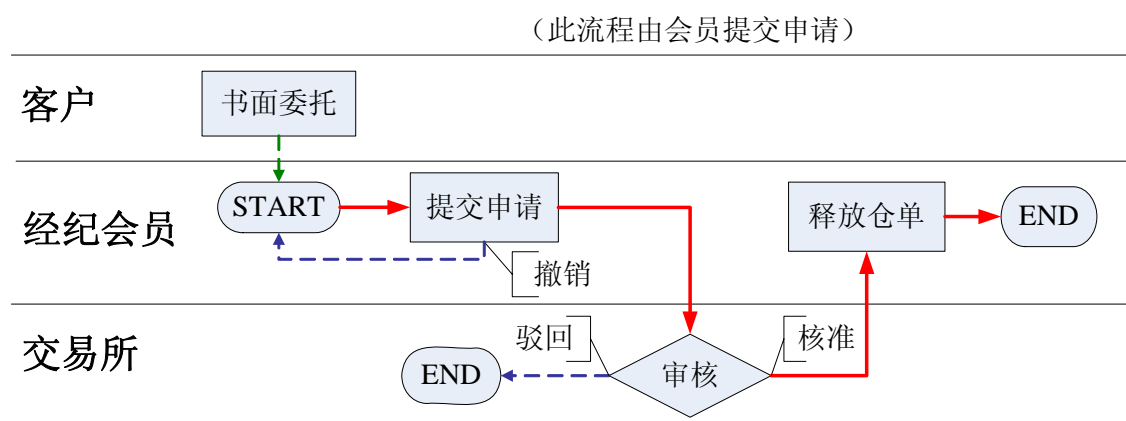 （此流程由会员提交申请）
客户
书面委托
经纪会员
START
提交申请
释放仓单
END
撤销
交易所
驳回
核准
END
审核